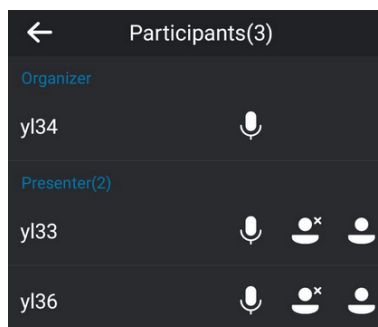 Participants(3)
Organizer
yl34
Presenter(2)
yl33
yl36